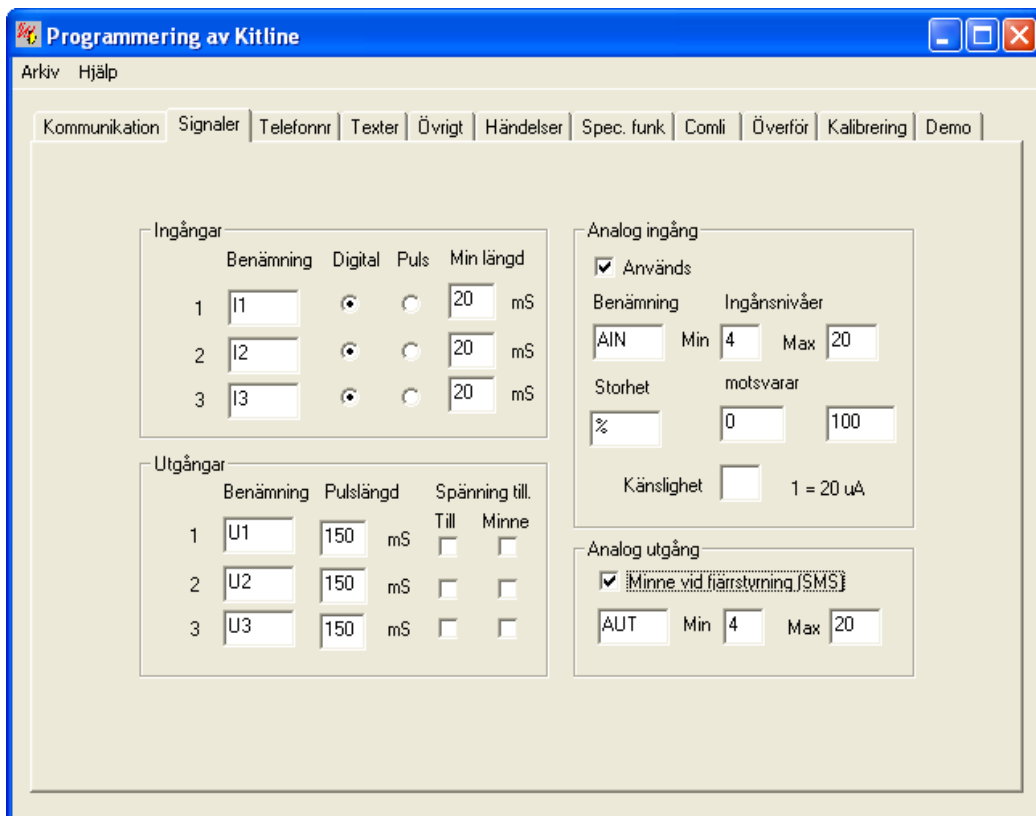 Programmering av Kitline
Arkiv Hjälp
Kommunikation Signaler Telefonnr Texter Övrigt Händelser Spec. funk Comli Överför Kalibrering Demo
Ingångar
Benämning Digital Puls Min längd
1 I1 20 mS
2 I2 20 mS
3 I3 20 mS
Utgångar
Benämning Pulslängd Spänning till.
Till Minne
1 U1 150 mS
2 U2 150 mS
3 U3 150 mS
Analog ingång
Används
Benämning Ingånsnivåer
AIN Min 4 Max 20
Storhet motsvarar
% 0 100
Känslighet 1 = 20 uA
Analog utgång
Minne vid fjärrstyrning (SMS)
AUT Min 4 Max 20